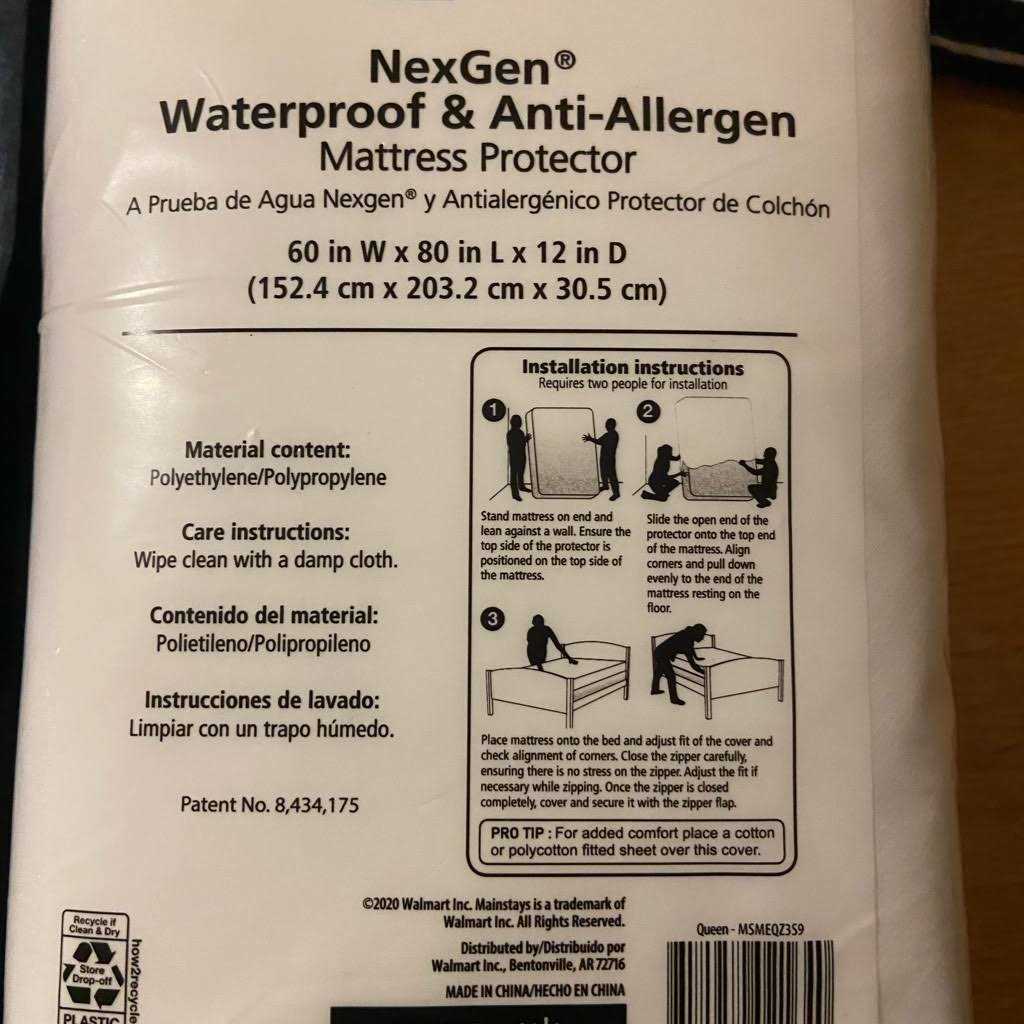 NexGen®
Waterproof & Anti-Allergen
Mattress Protector
A Prueba de Agua Nexgen® y Antialergénico Protector de Colchón
60 in W x 80 in L x 12 in D
(152.4 cm x 203.2 cm x 30.5 cm)
Material content:
Polyethylene/Polypropylene
Care instructions:
Wipe clean with a damp cloth.
Contenido del material:
Polietileno/Polipropileno
Instrucciones de lavado:
Limpiar con un trapo húmedo.
Patent No. 8,434,175
Installation instructions
Requires two people for installation
1
Stand mattress on end and
lean against a wall. Ensure the
top side of the protector is
positioned on the top side of
the mattress.
2
Slide the open end of the
protector onto the top end
of the mattress. Align
corners and pull down
evenly to the end of the
mattress resting on the
floor.
3
Place mattress onto the bed and adjust fit of the cover and
check alignment of corners. Close the zipper carefully,
ensuring there is no stress on the zipper. Adjust the fit if
necessary while zipping. Once the zipper is closed
completely, cover and secure it with the zipper flap.
PRO TIP : For added comfort place a cotton
or polycotton fitted sheet over this cover.
Recycle if
Clean & Dry
Store
Drop-off
PLASTIC
how2recycle
©2020 Walmart Inc. Mainstays is a trademark of
Walmart Inc. All Rights Reserved.
Distributed by/Distribuido por
Walmart Inc., Bentonville, AR 72716
MADE IN CHINA/HECHO EN CHINA
Queen - MSMEQZ3S9